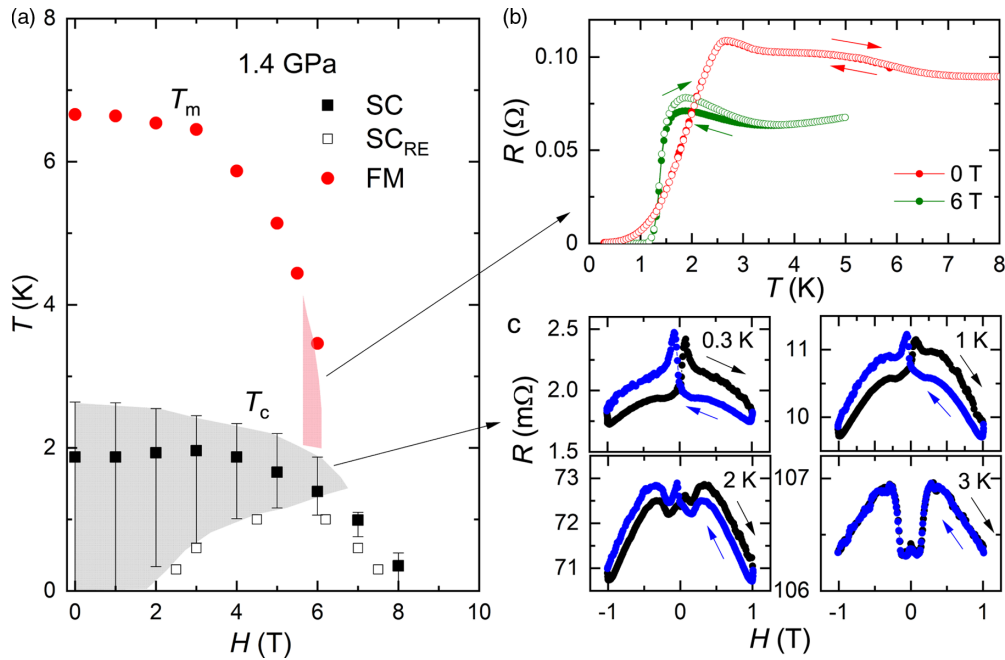 (a)
1.4 GPa
T_m
SC
SC_RE
FM
T_c
8
6
4
2
0
T (K)
0 2 4 6 8 10
H (T)
(b)
0.10
0.05
0
R (Ω)
0 T
6 T
0 1 2 3 4 5 6 7 8
T (K)
c
R (mΩ)
2.5
2.0
1.5
0.3 K
11
10
1 K
73
72
71
2 K
107
106
3 K
-1 0 1
-1 0 1
H (T)